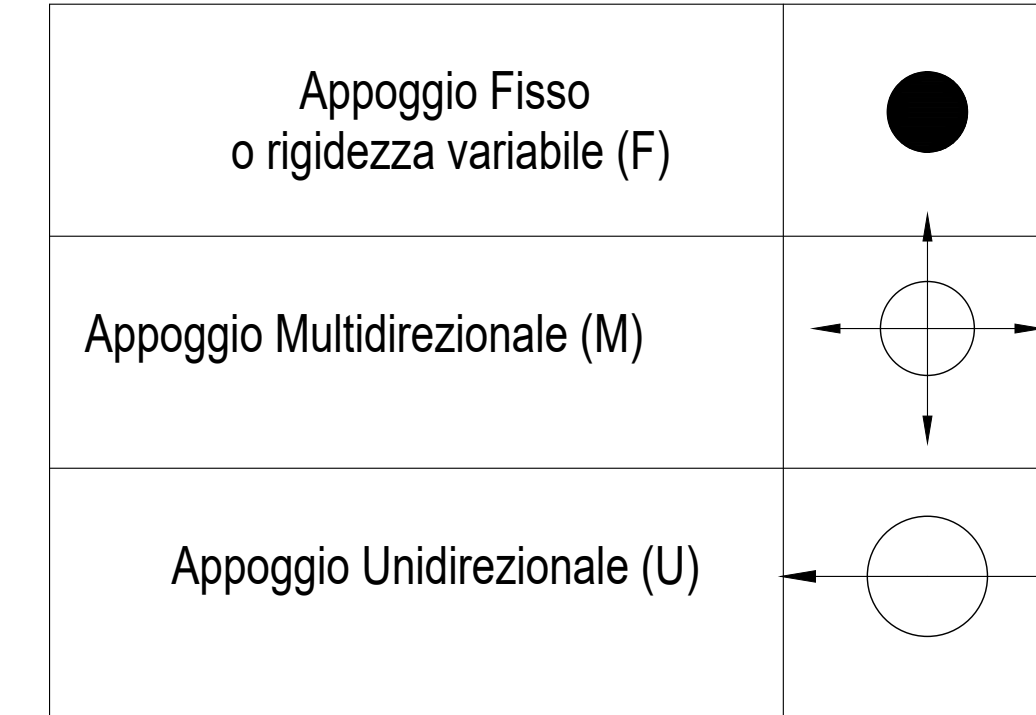 Appoggio Fisso
o rigidezza variabile (F)
Appoggio Multidirezionale (M)
Appoggio Unidirezionale (U)